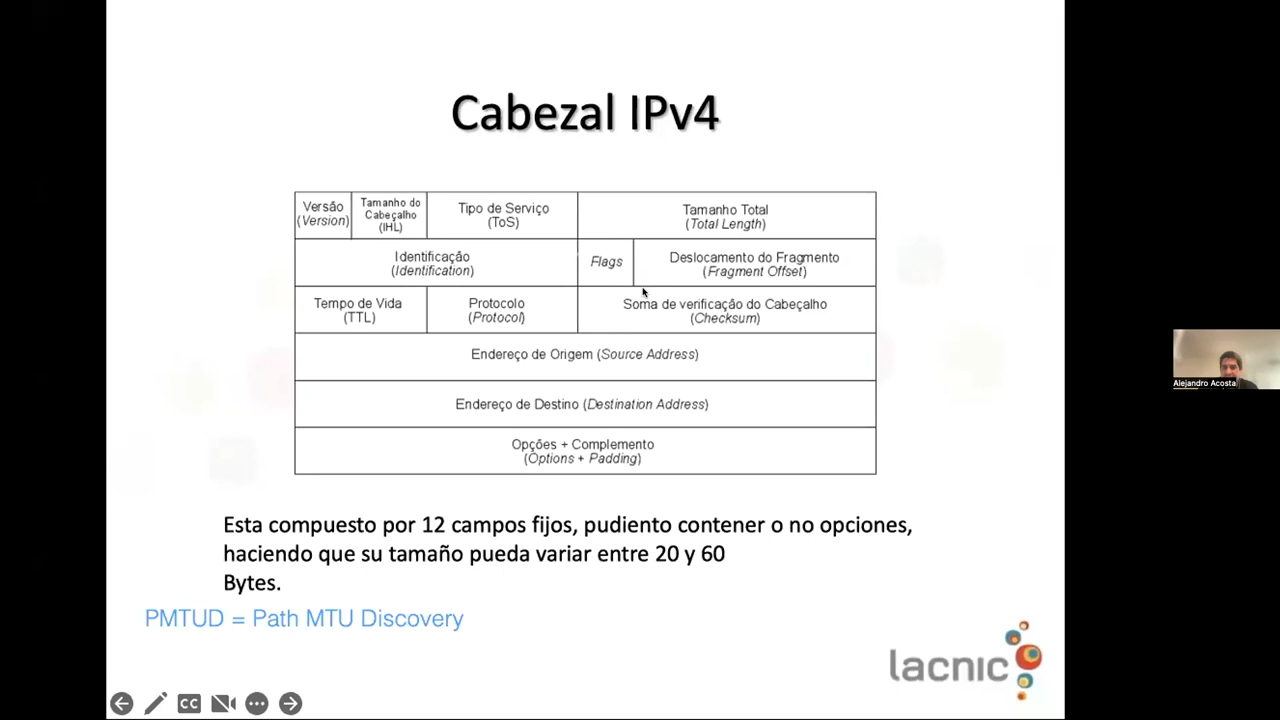 Cabezal IPv4
Versão
(Version)
Tamanho do
Cabeçalho
(IHL)
Tipo de Serviço
(ToS)
Tamanho Total
(Total Length)
Identificação
(Identification)
Flags
Deslocamento do Fragmento
(Fragment Offset)
Tempo de Vida
(TTL)
Protocolo
(Protocol)
Soma de verificação do Cabeçalho
(Checksum)
Endereço de Origem (Source Address)
Endereço de Destino (Destination Address)
Opções + Complemento
(Options + Padding)
Esta compuesto por 12 campos fijos, pudiento contener o no opciones,
haciendo que su tamaño pueda variar entre 20 y 60
Bytes.
PMTUD = Path MTU Discovery
lacnic
CC
Alejandro Acosta